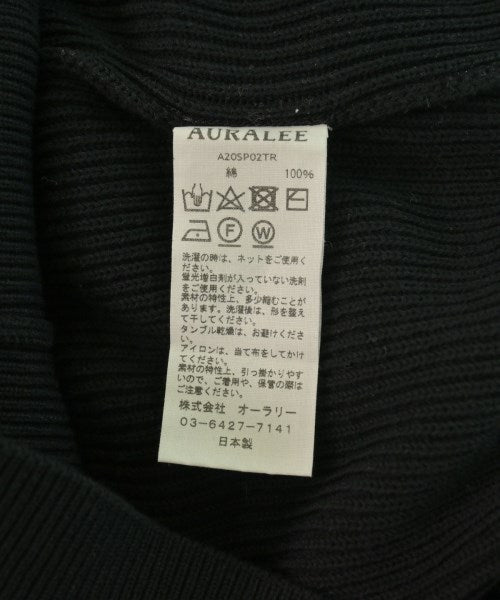 AURALEE
A20SP02TR
綿 100%
F W
洗濯の時は、ネットをご使用く
ださい。
蛍光増白剤が入っていない洗剤
をご使用ください。
素材の特性上、多少縮むことが
あります。洗濯後は、形を整え
て干してください。
タンブル乾燥は、お避けくださ
い。
アイロンは、当て布をしてかけ
てください。
素材の特性上、引っ掛かりやす
いので、ご着用や、保管の際は
ご注意ください。
株式会社 オーラリー
03-6427-7141
日本製